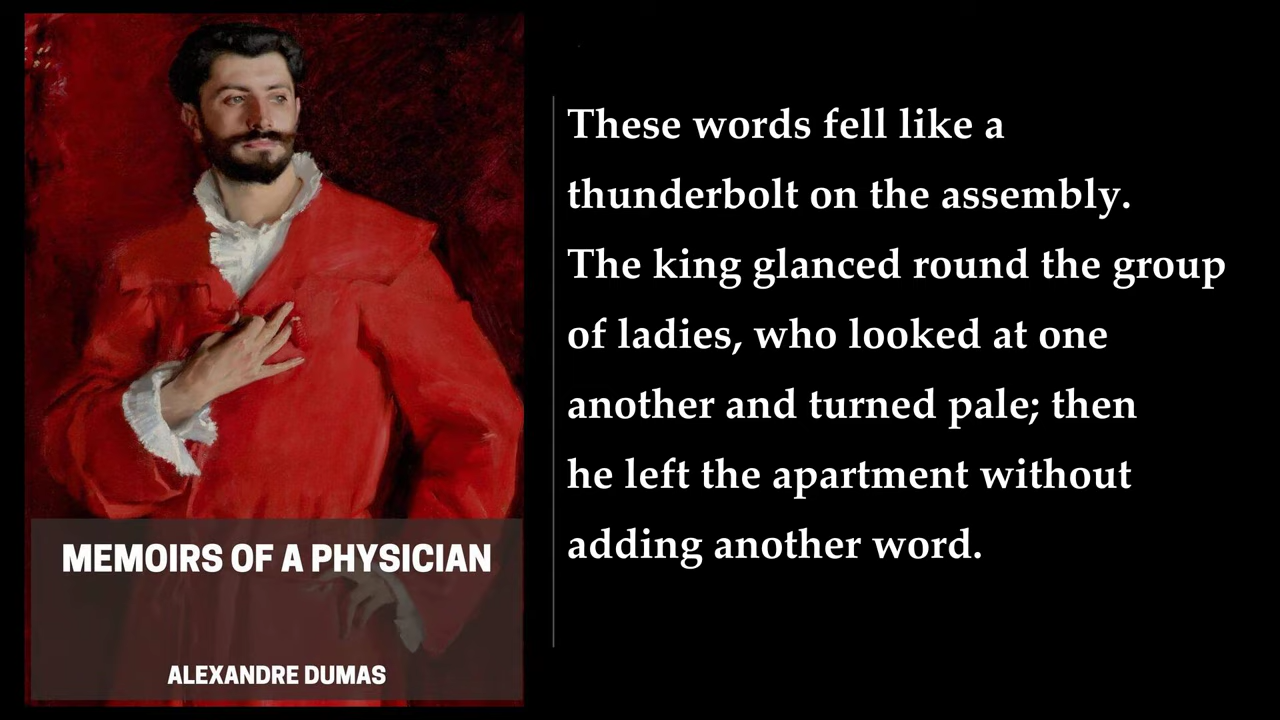 MEMOIRS OF A PHYSICIAN
ALEXANDRE DUMAS
These words fell like a
thunderbolt on the assembly.
The king glanced round the group
of ladies, who looked at one
another and turned pale; then
he left the apartment without
adding another word.